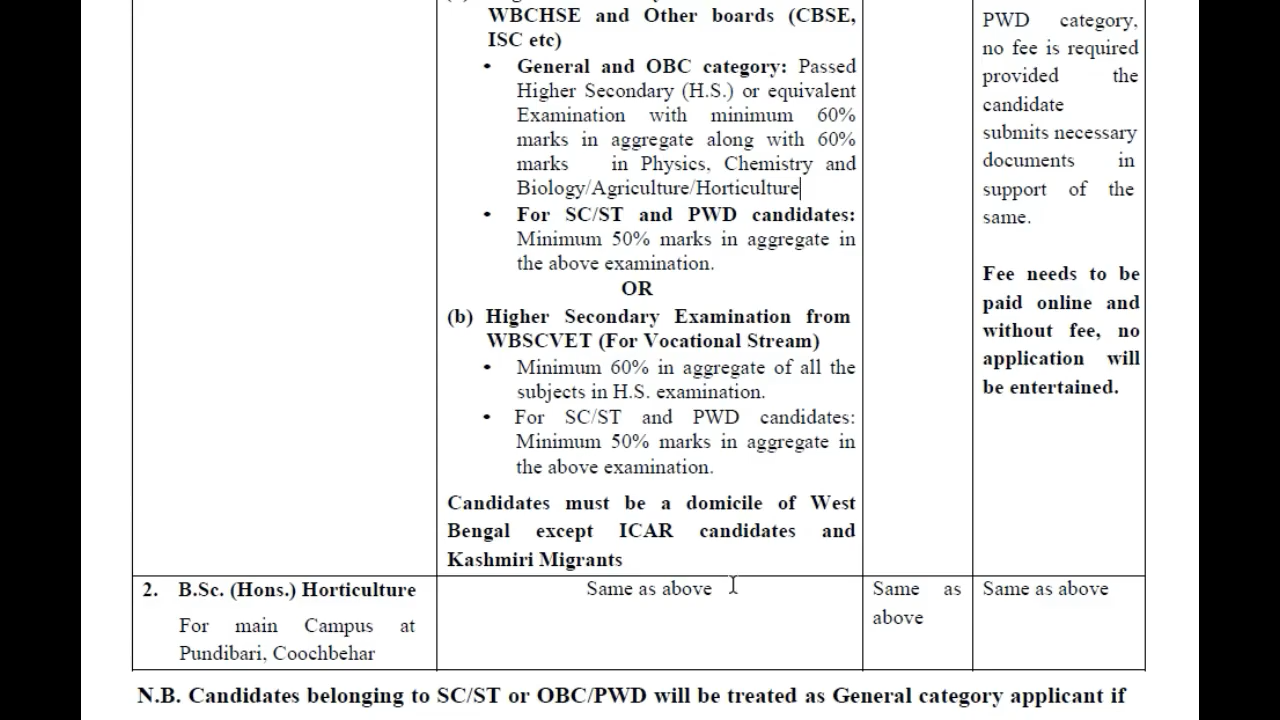 WBCHSE and Other boards (CBSE,
ISC etc)
• General and OBC category: Passed
Higher Secondary (H.S.) or equivalent
Examination with minimum 60%
marks in aggregate along with 60%
marks in Physics, Chemistry and
Biology/Agriculture/Horticulture
• For SC/ST and PWD candidates:
Minimum 50% marks in aggregate in
the above examination.
OR
(b) Higher Secondary Examination from
WBSCVET (For Vocational Stream)
• Minimum 60% in aggregate of all the
subjects in H.S. examination.
• For SC/ST and PWD candidates:
Minimum 50% marks in aggregate in
the above examination.
Candidates must be a domicile of West
Bengal except ICAR candidates and
Kashmiri Migrants
PWD category,
no fee is required
provided the
candidate
submits necessary
documents in
support of the
same.
Fee needs to be
paid online and
without fee, no
application will
be entertained.
2. B.Sc. (Hons.) Horticulture
For main Campus at
Pundibari, Coochbehar
Same as above
Same as
above
Same as above
N.B. Candidates belonging to SC/ST or OBC/PWD will be treated as General category applicant if